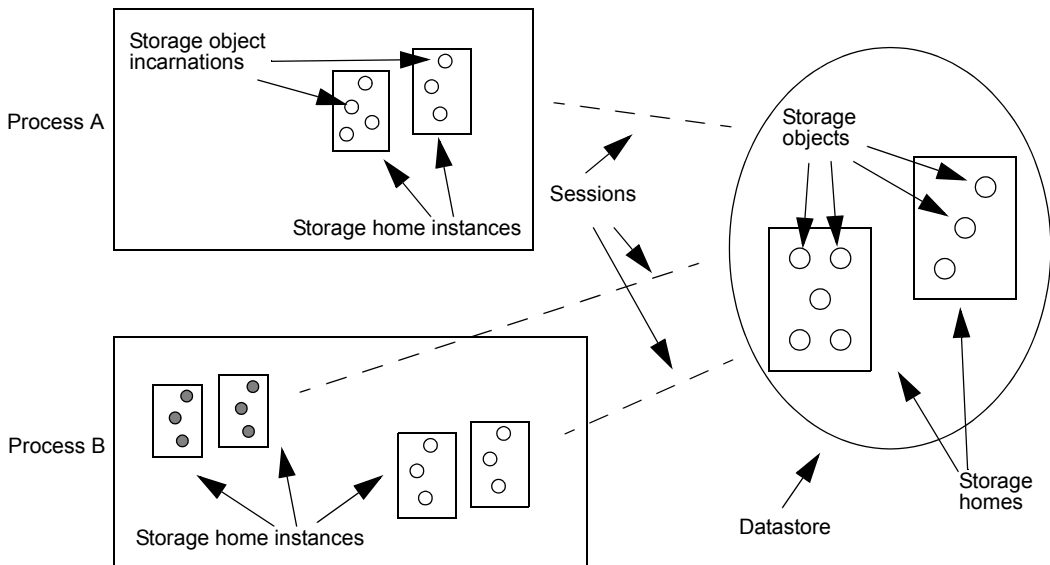 Storage object
incarnations
Process A
Storage home instances
Sessions
Storage
objects
Process B
Storage home instances
Datastore
Storage
homes